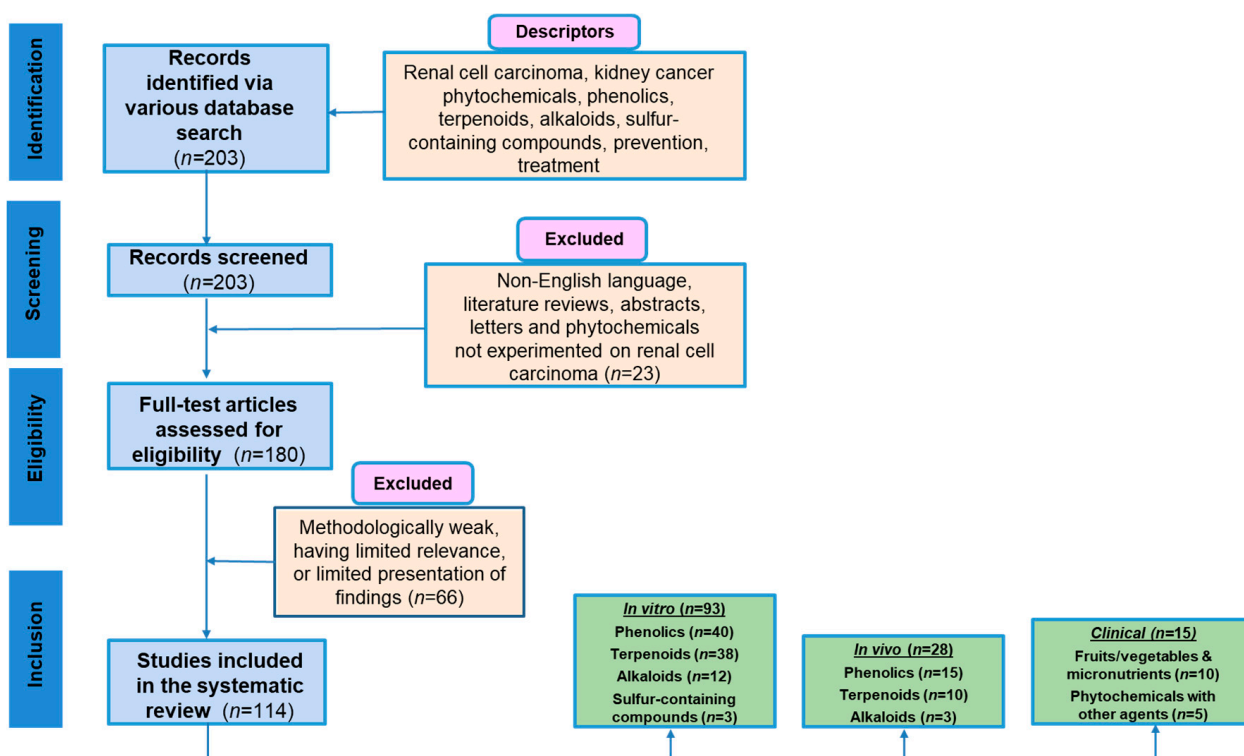 Identification
Records
identified via
various database
search
(n=203)
Descriptors
Renal cell carcinoma, kidney cancer
phytochemicals, phenolics,
terpenoids, alkaloids, sulfur-
containing compounds, prevention,
treatment
Screening
Records screened
(n=203)
Excluded
Non-English language,
literature reviews, abstracts,
letters and phytochemicals
not experimented on renal cell
carcinoma (n=23)
Eligibility
Full-test articles
assessed for
eligibility (n=180)
Excluded
Methodologically weak,
having limited relevance,
or limited presentation of
findings (n=66)
Inclusion
Studies included
in the systematic
review (n=114)
In vitro (n=93)
Phenolics (n=40)
Terpenoids (n=38)
Alkaloids (n=12)
Sulfur-containing
compounds (n=3)
In vivo (n=28)
Phenolics (n=15)
Terpenoids (n=10)
Alkaloids (n=3)
Clinical (n=15)
Fruits/vegetables &
micronutrients (n=10)
Phytochemicals with
other agents (n=5)